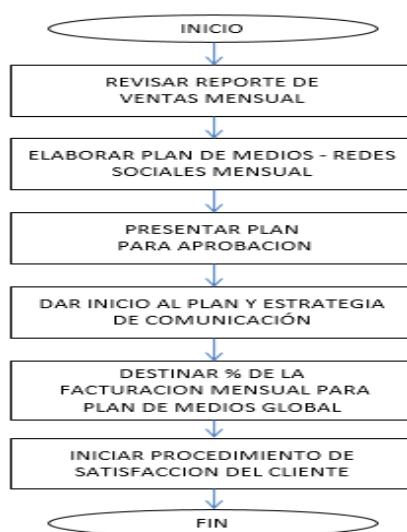 INICIO
REVISAR REPORTE DE
VENTAS MENSUAL
ELABORAR PLAN DE MEDIOS - REDES
SOCIALES MENSUAL
PRESENTAR PLAN
PARA APROBACION
DAR INICIO AL PLAN Y ESTRATEGIA
DE COMUNICACIÓN
DESTINAR % DE LA
FACTURACION MENSUAL PARA
PLAN DE MEDIOS GLOBAL
INICIAR PROCEDIMIENTO DE
SATISFACCION DEL CLIENTE
FIN